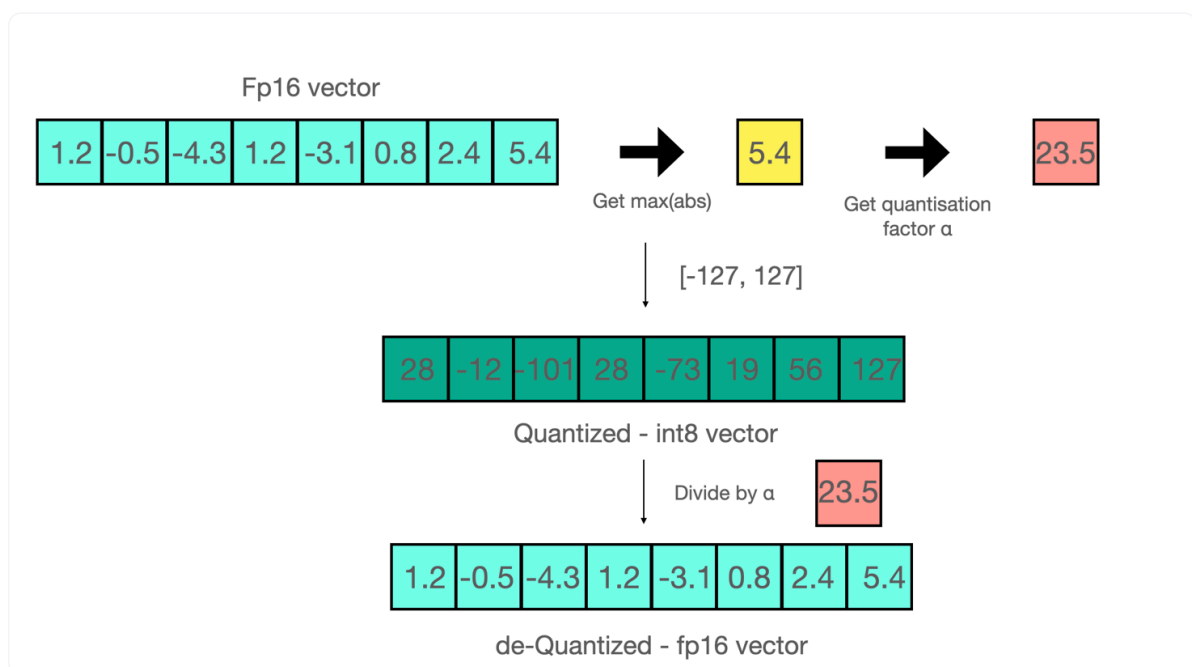 Fp16 vector
1.2 -0.5 -4.3 1.2 -3.1 0.8 2.4 5.4
5.4
23.5
Get max(abs)
Get quantisation
factor α
[-127, 127]
28 -12 -101 28 -73 19 56 127
Quantized - int8 vector
Divide by α
23.5
1.2 -0.5 -4.3 1.2 -3.1 0.8 2.4 5.4
de-Quantized - fp16 vector